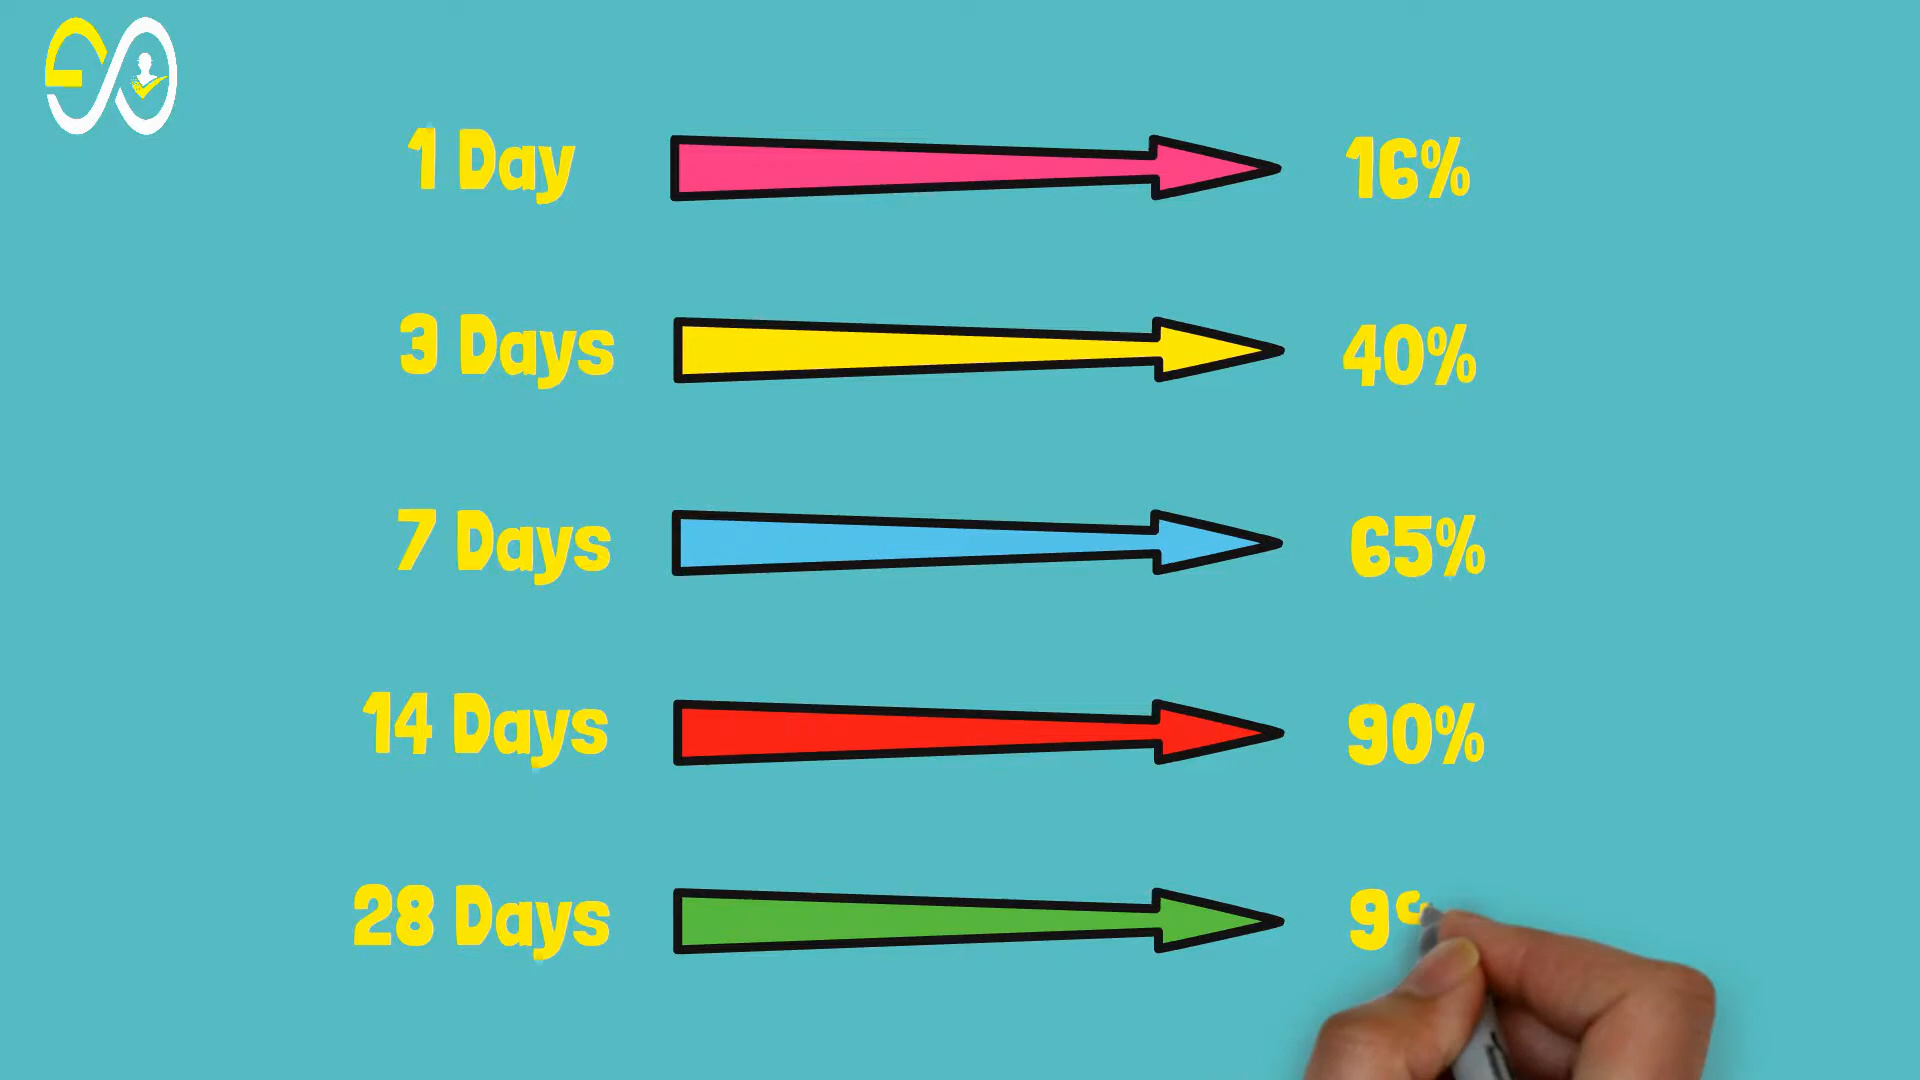 1 Day 16%
3 Days 40%
7 Days 65%
14 Days 90%
28 Days 9